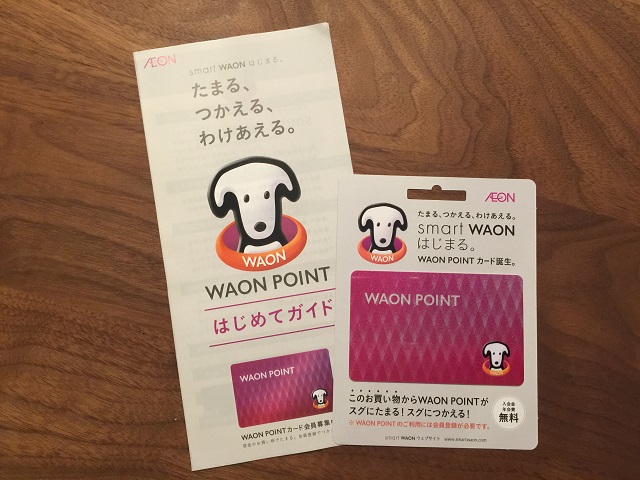 ÆON
smart WAON はじまる。
たまる、
つかえる、
わけあえる。
WAON
WAON POINT
はじめてガイド
WAON POINT
WAON POINTカード会員募集
ÆON
たまる、つかえる、わけあえる。
smart WAON
はじまる。
WAON
WAON POINT カード誕生。
WAON POINT
このお買い物からWAON POINTが
スグにたまる！スグにつかえる！
※WAON POINTのご利用には会員登録が必要です。
入会金
年会費
無料
smart WAON ウェブサイト www.smartwaon.com